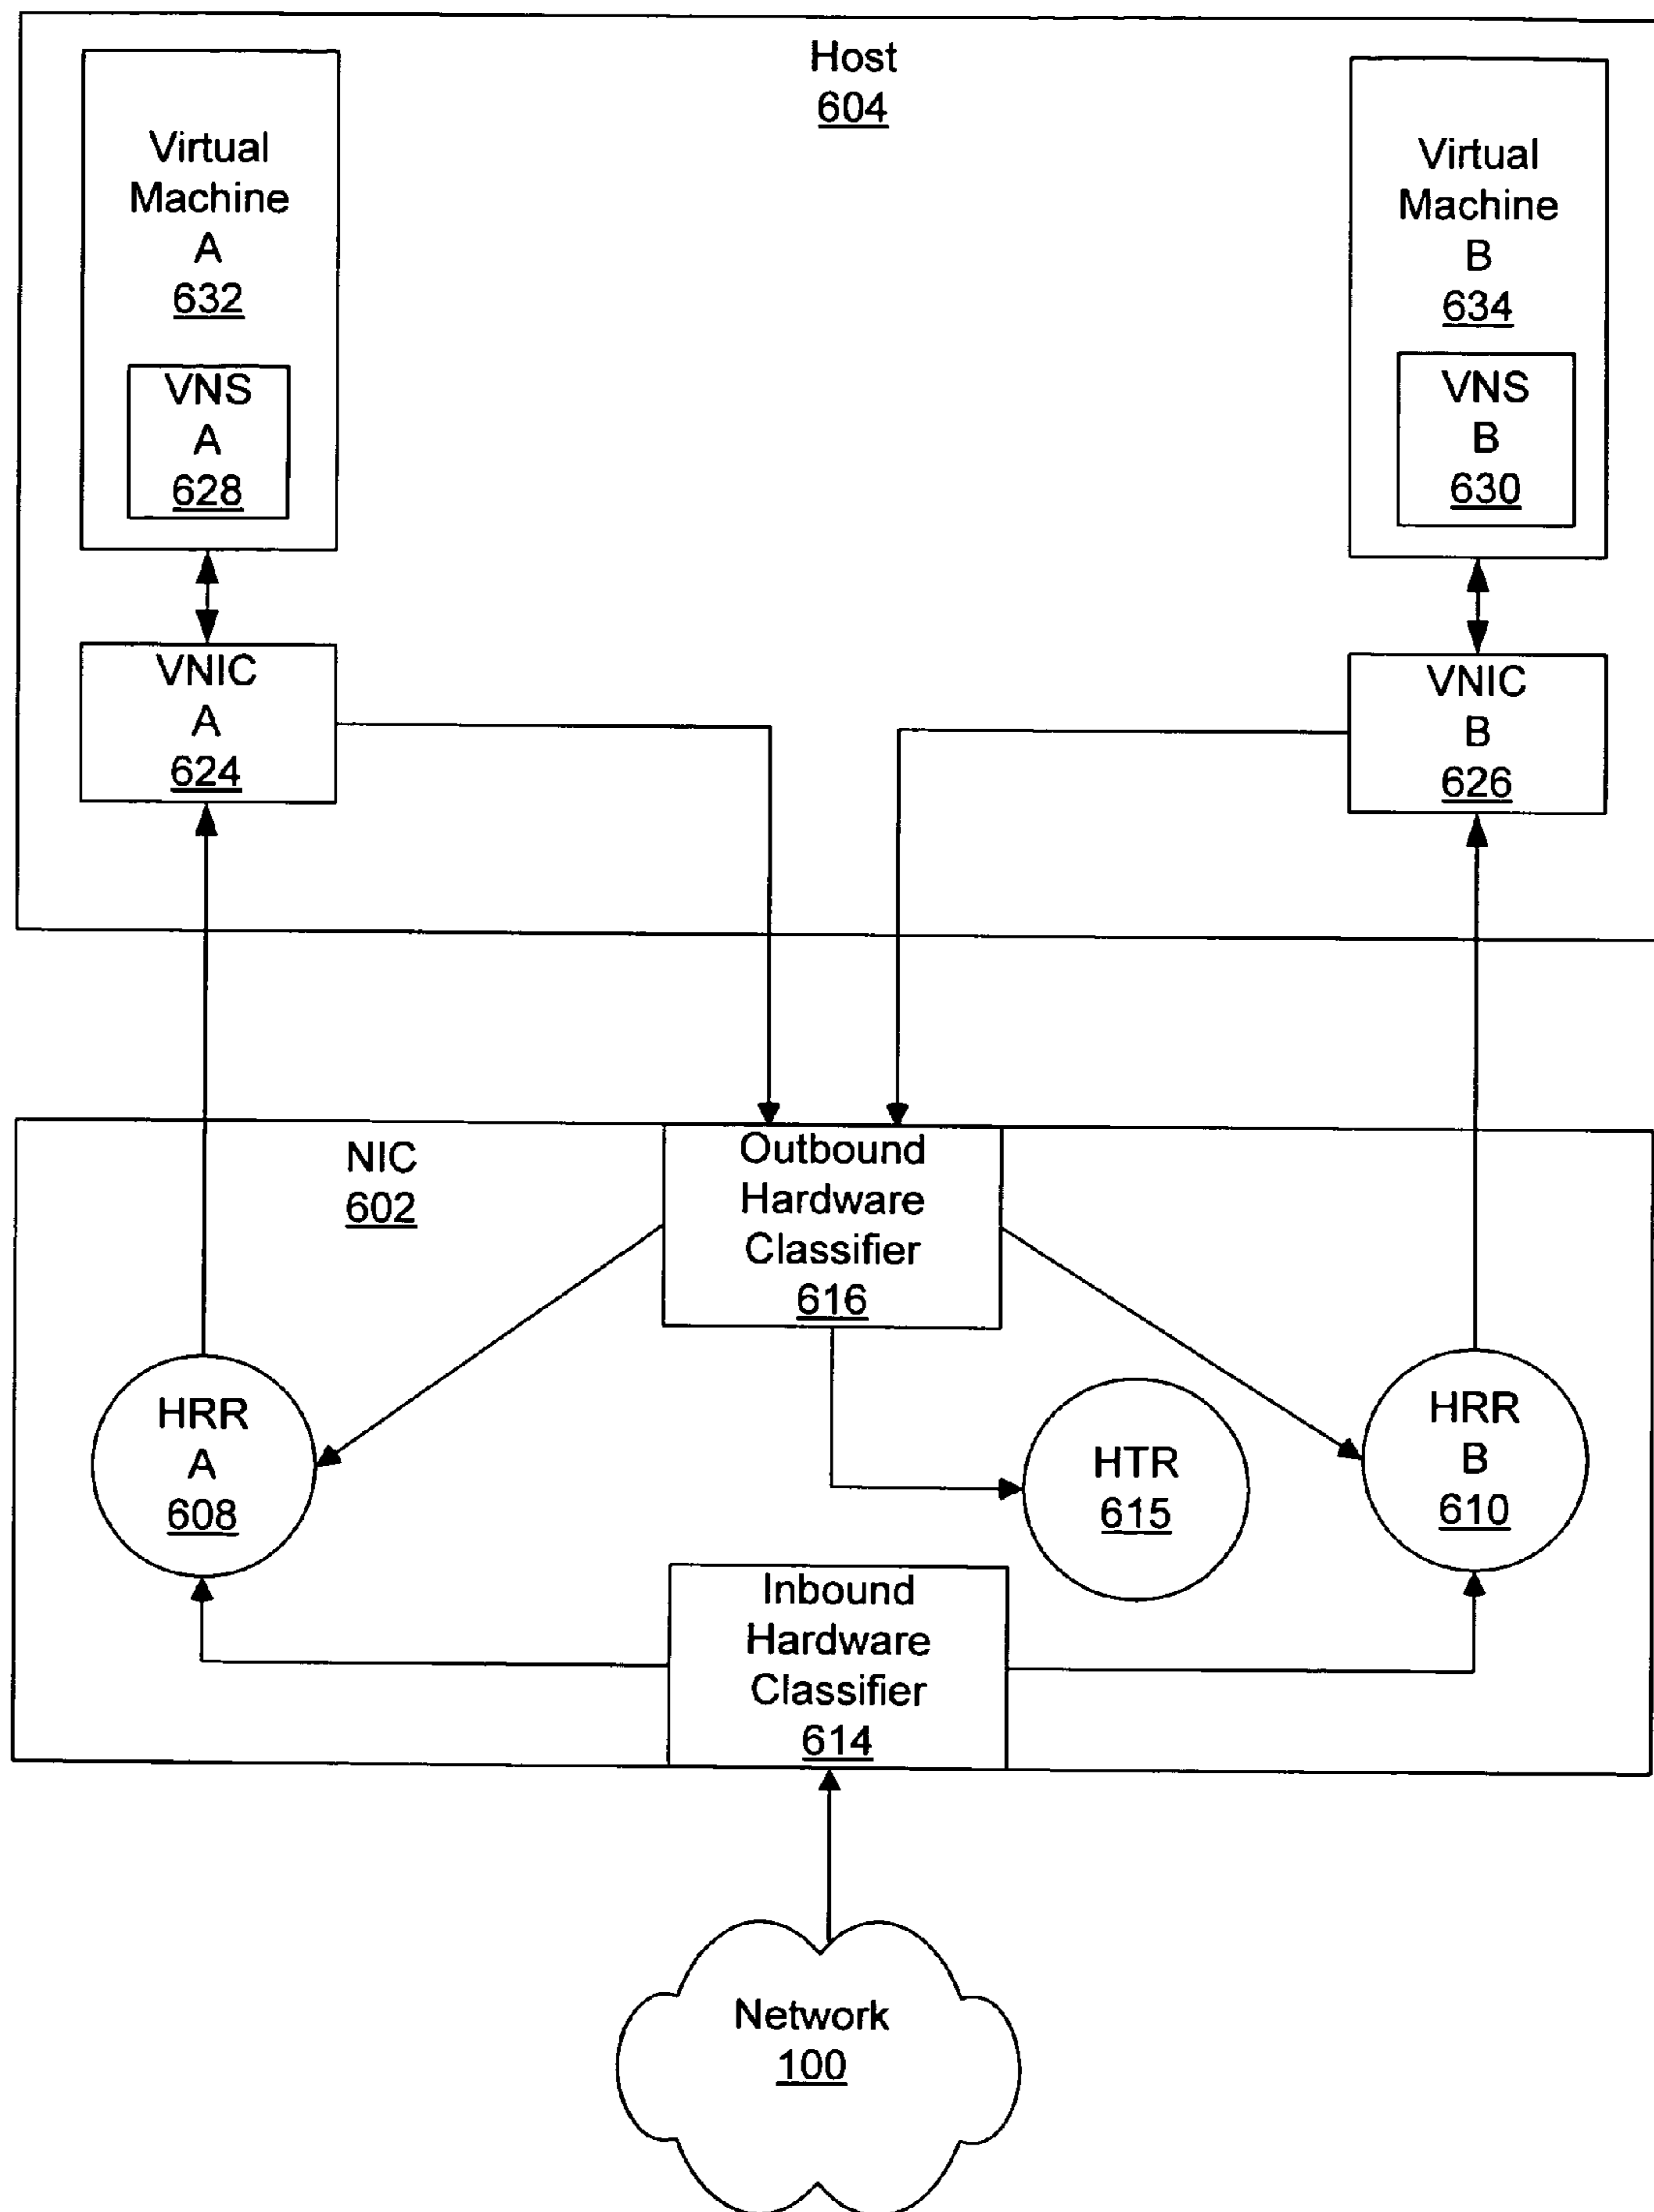 Host
604
Virtual
Machine
A
632
VNS
A
628
Virtual
Machine
B
634
VNS
B
630
VNIC
A
624
VNIC
B
626
NIC
602
Outbound
Hardware
Classifier
616
HRR
A
608
HTR
615
HRR
B
610
Inbound
Hardware
Classifier
614
Network
100